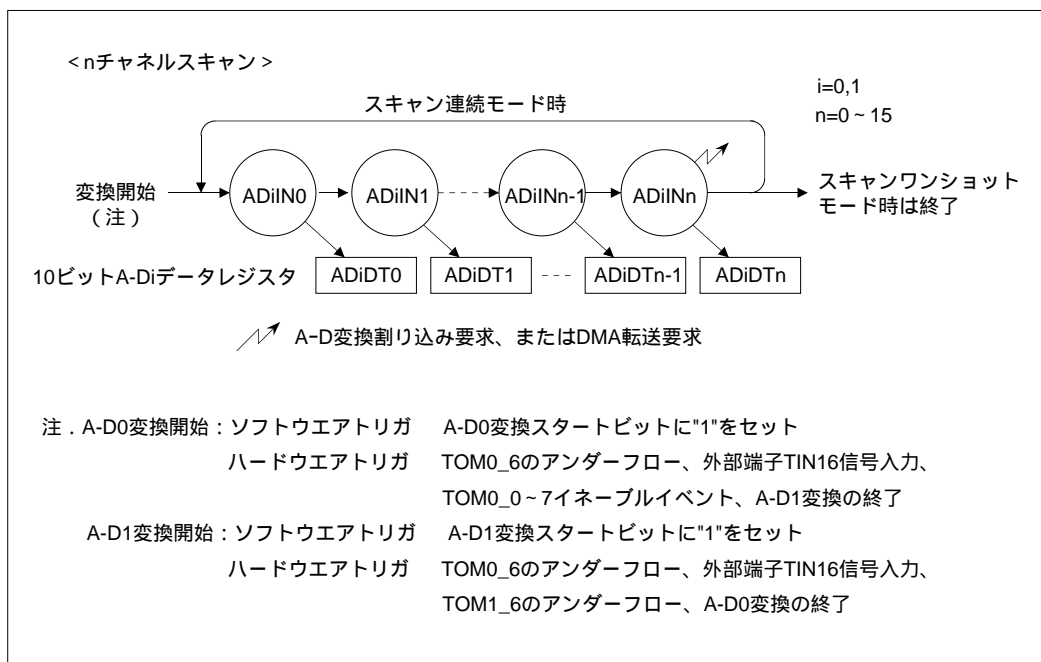 ＜nチャネルスキャン＞
i=0,1
n=0～15
スキャン連続モード時
変換開始
（注）
ADiIN0
ADiIN1
ADiINn-1
ADiINn
スキャンワンショット
モード時は終了
10ビットA-Diデータレジスタ
ADiDT0
ADiDT1
ADiDTn-1
ADiDTn
A-D変換割り込み要求、またはDMA転送要求
注．A-D0変換開始：ソフトウエアトリガ　A-D0変換スタートビットに"1"をセット
ハードウエアトリガ　TOM0_6のアンダーフロー、外部端子TIN16信号入力、
TOM0_0～7イネーブルイベント、A-D1変換の終了
A-D1変換開始：ソフトウエアトリガ　A-D1変換スタートビットに"1"をセット
ハードウエアトリガ　TOM0_6のアンダーフロー、外部端子TIN16信号入力、
TOM1_6のアンダーフロー、A-D0変換の終了